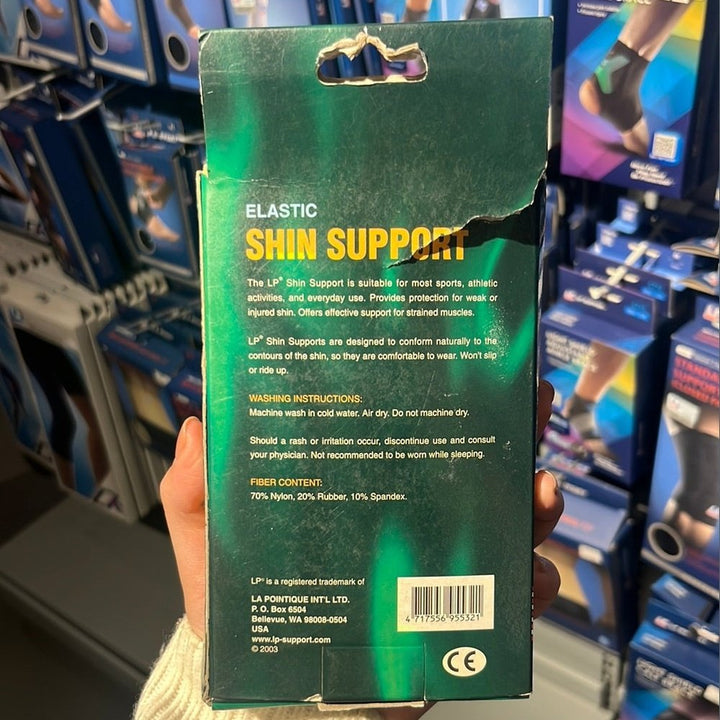 ELASTIC
SHIN SUPPORT
The LP® Shin Support is suitable for most sports, athletic
activities, and everyday use. Provides protection for weak or
injured shin. Offers effective support for strained muscles.
LP® Shin Supports are designed to conform naturally to the
contours of the shin, so they are comfortable to wear. Won't slip
or ride up.
WASHING INSTRUCTIONS:
Machine wash in cold water. Air dry. Do not machine dry.
Should a rash or irritation occur, discontinue use and consult
your physician. Not recommended to be worn while sleeping.
FIBER CONTENT:
70% Nylon, 20% Rubber, 10% Spandex.
LP® is a registered trademark of
LA POINTIQUE INT'L LTD.
P. O. Box 6504
Bellevue, WA 98008-0504
USA
www.lp-support.com
© 2003
4 717556 955321
CE